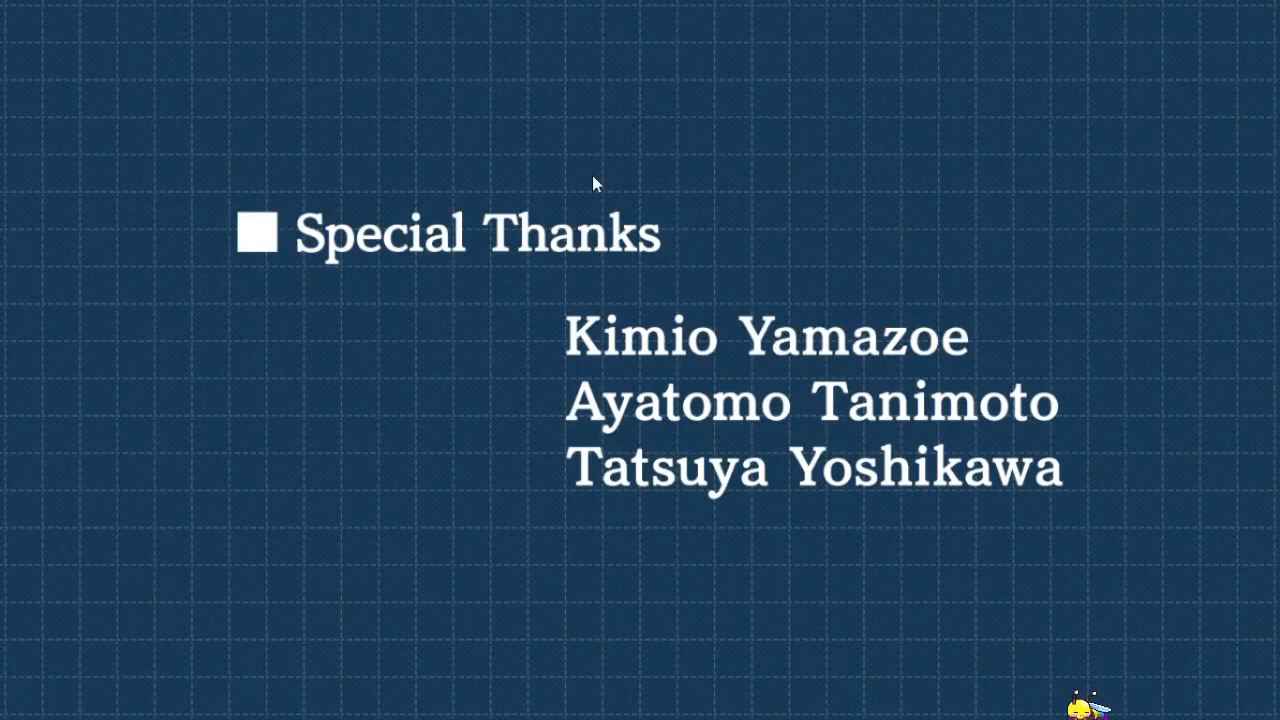 ■ Special Thanks
Kimio Yamazoe
Ayatomo Tanimoto
Tatsuya Yoshikawa